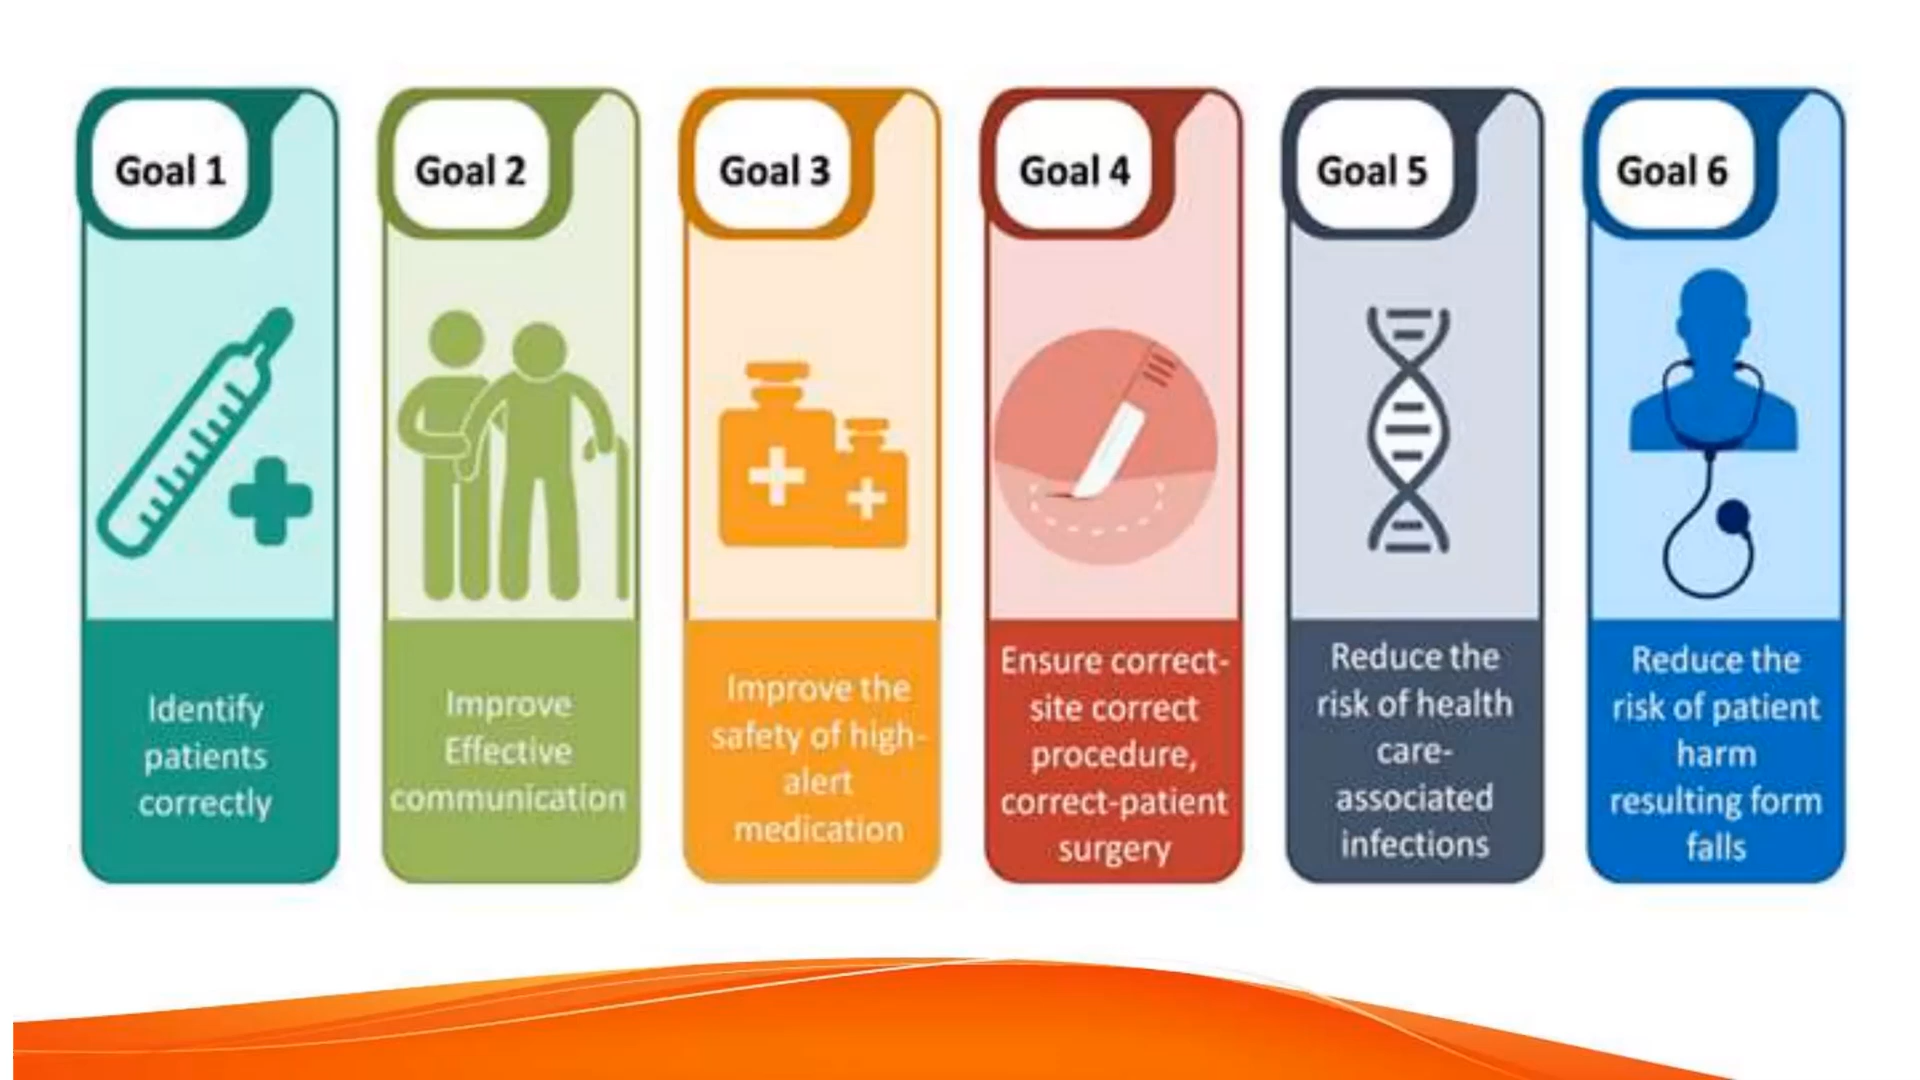 Goal 1
Identify
patients
correctly
Goal 2
Improve
Effective
communication
Goal 3
Improve the
safety of high-
alert
medication
Goal 4
Ensure correct-
site correct
procedure,
correct-patient
surgery
Goal 5
Reduce the
risk of health
care-
associated
infections
Goal 6
Reduce the
risk of patient
harm
resulting form
falls